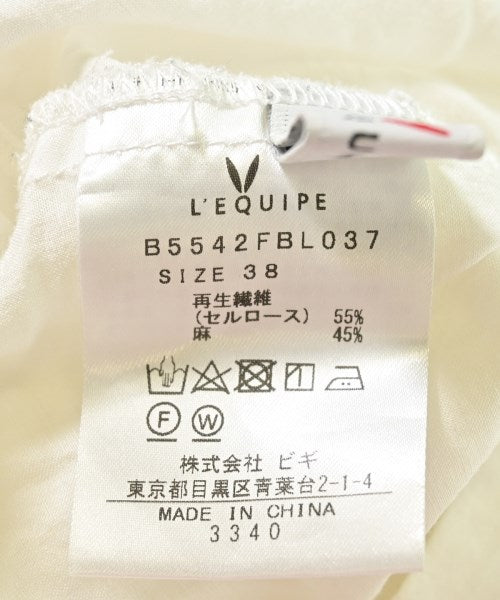 L'EQUIPE
B5542FBL037
SIZE 38
再生繊維
(セルロース) 55%
麻 45%
F W
株式会社 ビギ
東京都目黒区青葉台2-1-4
MADE IN CHINA
3340